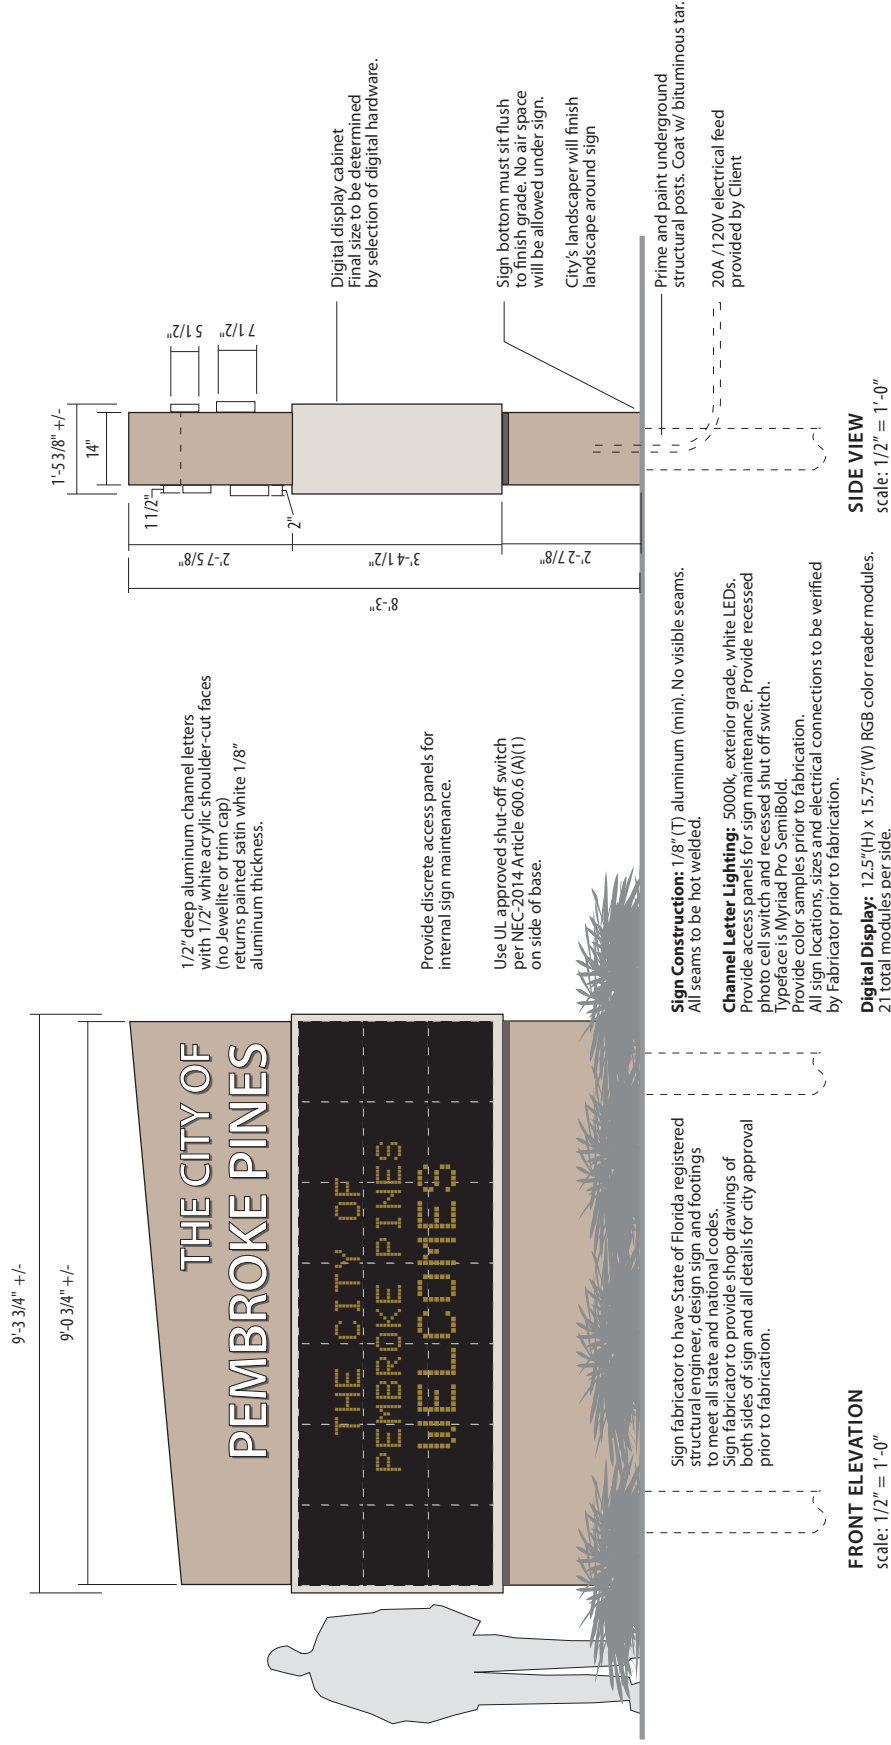 9'-3 3/4" +/-
9'-0 3/4" +/-
THE CITY OF
PEMBROKE PINES
THE CITY OF
PEMBROKE PINES
WELCOMES
Sign fabricator to have State of Florida registered
structural engineer, design sign and footings
to meet all state and national codes.
Sign fabricator to provide shop drawings of
both sides of sign and all details for city approval
prior to fabrication.
FRONT ELEVATION
scale: 1/2" = 1'-0"
1/2" deep aluminum channel letters
with 1/2" white acrylic shoulder-cut faces
(no Jewelite or trim cap)
returns painted satin white 1/8"
aluminum thickness.
Provide discrete access panels for
internal sign maintenance.
Use UL approved shut-off switch
per NEC-2014 Article 600.6 (A)(1)
on side of base.
Sign Construction: 1/8" (T) aluminum (min). No visible seams.
All seams to be hot welded.
Channel Letter Lighting: 5000k, exterior grade, white LEDs.
Provide access panels for sign maintenance. Provide recessed
photo cell switch and recessed shut off switch.
Typeface is Myriad Pro SemiBold.
Provide color samples prior to fabrication.
All sign locations, sizes and electrical connections to be verified
by Fabricator prior to fabrication.
Digital Display: 12.5"(H) x 15.75"(W) RGB color reader modules.
21 total modules per side.
1'-5 3/8" +/-
14"
1 1/2"
2"
5 1/2"
7 1/2"
2'-7 5/8"
3'-4 1/2"
2'-2 7/8"
8'-3"
Digital display cabinet
Final size to be determined
by selection of digital hardware.
Sign bottom must sit flush
to finish grade. No air space
will be allowed under sign.
City's landscaper will finish
landscape around sign
Prime and paint underground
structural posts. Coat w/ bituminous tar.
20A /120V electrical feed
provided by Client
SIDE VIEW
scale: 1/2" = 1'-0"